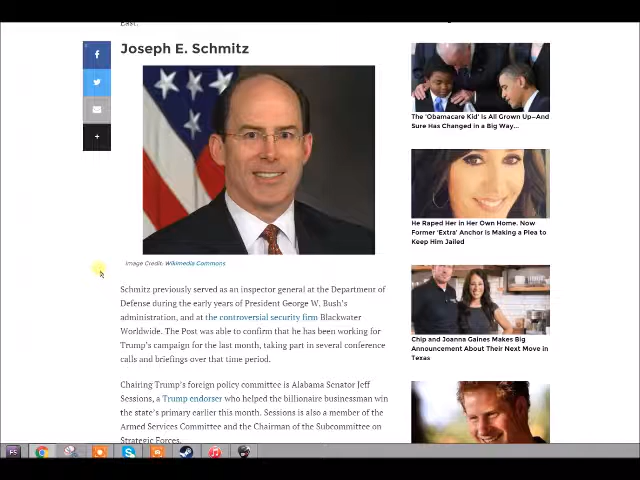 East.
Joseph E. Schmitz
Image Credit: Wikimedia Commons
Schmitz previously served as an inspector general at the Department of
Defense during the early years of President George W. Bush's
administration, and at the controversial security firm Blackwater
Worldwide. The Post was able to confirm that he has been working for
Trump's campaign for the last month, taking part in several conference
calls and briefings over that time period.
Chairing Trump's foreign policy committee is Alabama Senator Jeff
Sessions, a Trump endorser who helped the billionaire businessman win
the state's primary earlier this month. Sessions is also a member of the
Armed Services Committee and the Chairman of the Subcommittee on
Strategic Forces.
The 'Obamacare Kid' Is All Grown Up—And
Sure Has Changed in a Big Way...
He Raped Her in Her Own Home. Now
Former 'Extra' Anchor is Making a Plea to
Keep Him Jailed
Chip and Joanna Gaines Makes Big
Announcement About Their Next Move in
Texas